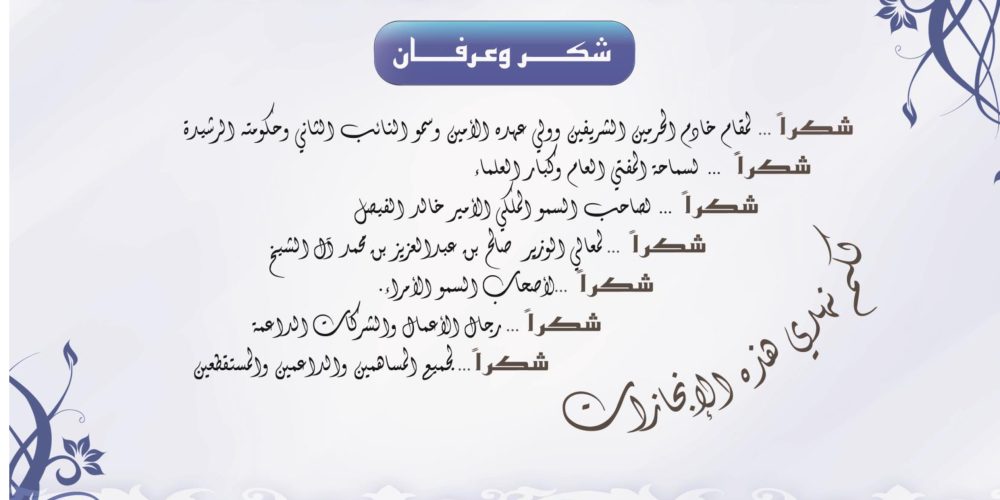 شكر وعرفان
شكراً ... لمقام خادم الحرمين الشريفين وولي عهده الأمين وسمو النائب الثاني وحكومته الرشيدة
شكراً ... لسماحة المفتي العام وكبار العلماء
شكراً ... لصاحب السمو الملكي الأمير خالد الفيصل
شكراً ... لمعالي الوزير صالح بن عبدالعزيز بن محمد آل الشيخ
شكراً ...لأصحاب السمو الأمراء.
شكراً ... رجال الأعمال والشركات الداعمة
شكراً ... لجميع المساهمين والداعمين والمستقطعين
لكم نهدي هذه الإنجازات